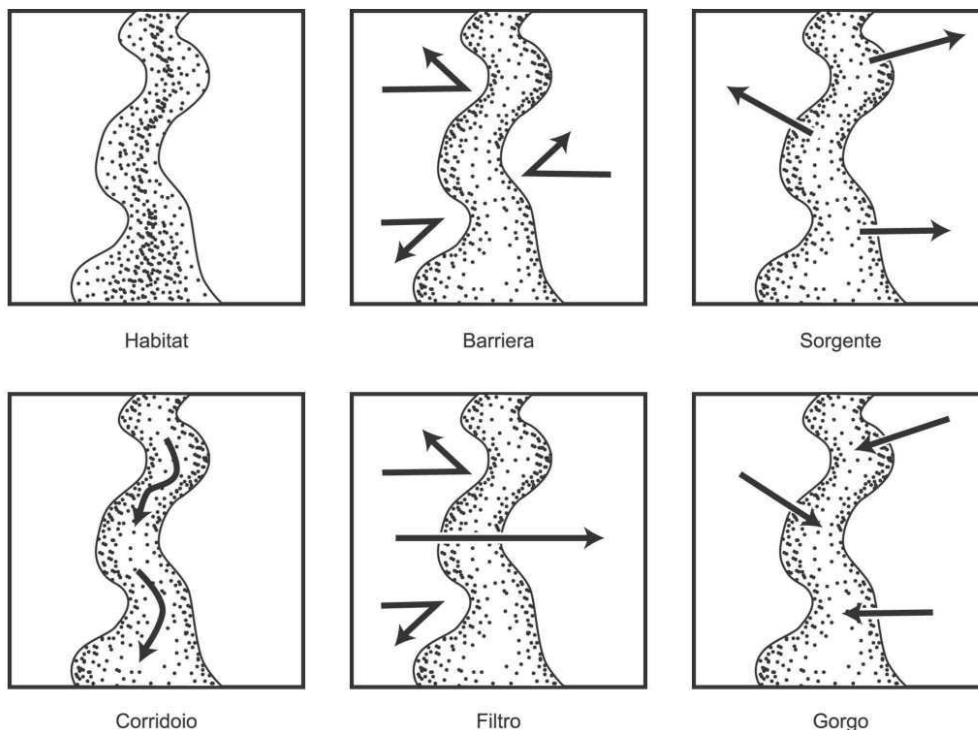 Habitat
Barriera
Sorgente
Corridoio
Filtro
Gorgo